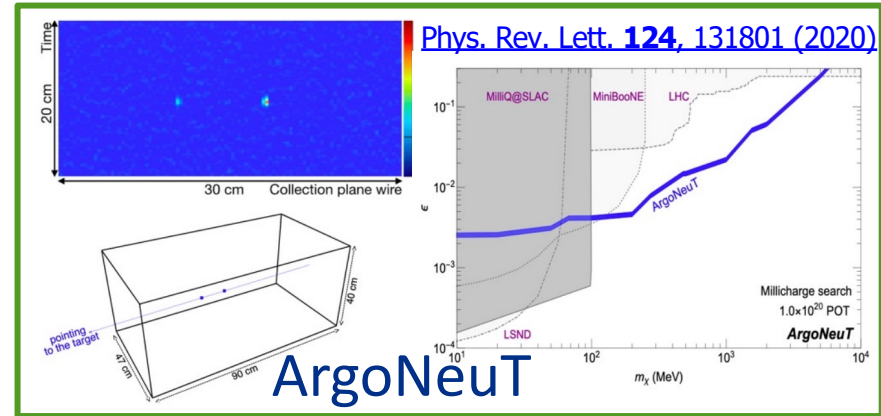 Time
20 cm
30 cm
Collection plane wire
pointing
to the target
47 cm
90 cm
40 cm
ArgoNeuT
Phys. Rev. Lett. 124, 131801 (2020)
MilliQ@SLAC
MiniBooNE
LHC
ArgoNeuT
LSND
Millicharge search
1.0×10²⁰ POT
ArgoNeuT
10⁻¹
10⁻²
10⁻³
10⁻⁴
ϵ
10¹
10²
10³
10⁴
mχ (MeV)